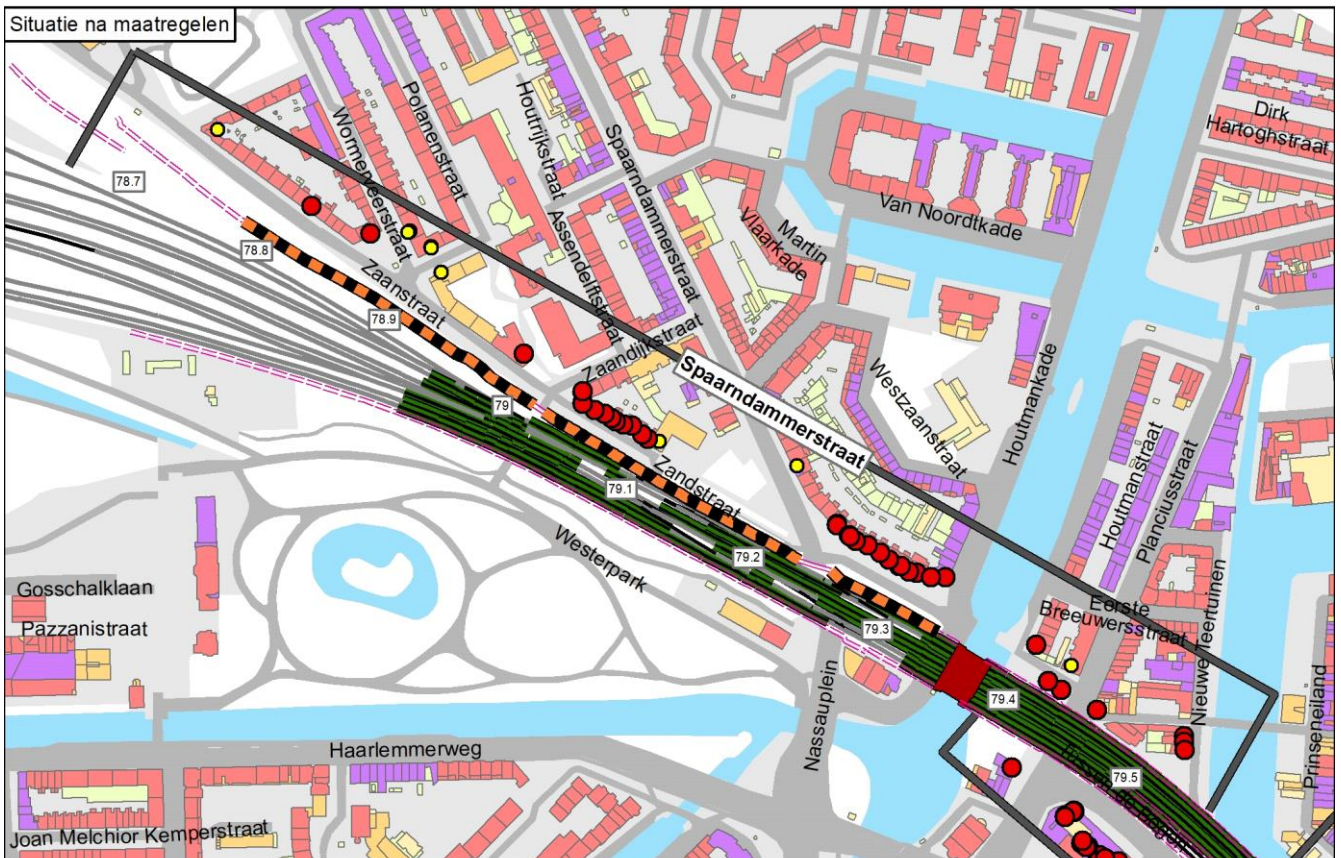 Situatie na maatregelen
Dirk
Hartoghstraat
Polanenstraat
Houtrijkstraat
Wormerveerstraat
Spaarndammerstraat
78.7
Van Noordtkade
Martin
Vlaarkade
Assendelftstraat
78.8
Zaanstraat
78.9
Zaandijkstraat
Spaarndammerstraat
Westzaanstraat
Houtmankade
79
Houtmanstraat
Planciusstraat
Zandstraat
79.1
79.2
Westerpark
Gosschalklaan
Pazzanistraat
Eerste
Breeuwersstraat
79.3
Nieuwe Teertuinen
79.4
Prinseneiland
Nassauplein
Haarlemmerweg
79.5
Joan Melchior Kemperstraat